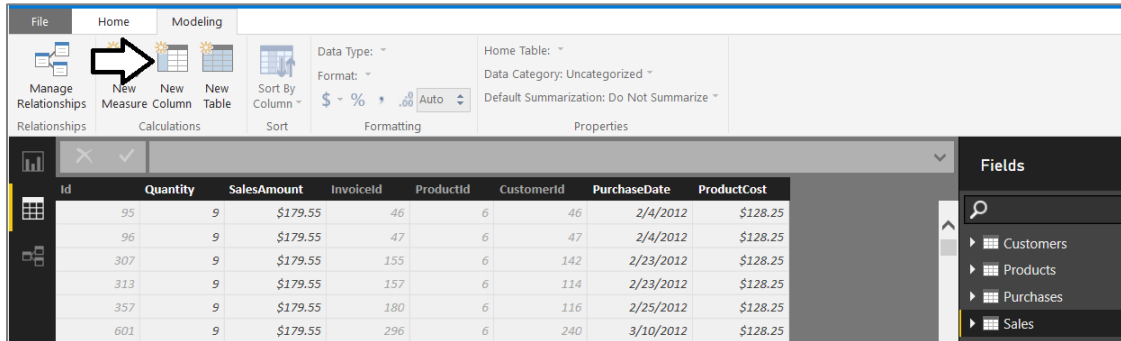 File Home Modeling
Manage Relationships
New Measure
New Column
New Table
Sort By Column
Data Type:
Format:
$ % , .00 Auto
Home Table:
Data Category: Uncategorized
Default Summarization: Do Not Summarize
Relationships Calculations Sort Formatting Properties
Fields
Id Quantity SalesAmount InvoiceId ProductId CustomerId PurchaseDate ProductCost
95 9 $179.55 46 6 46 2/4/2012 $128.25
96 9 $179.55 47 6 47 2/4/2012 $128.25
307 9 $179.55 155 6 142 2/23/2012 $128.25
313 9 $179.55 157 6 114 2/23/2012 $128.25
357 9 $179.55 180 6 116 2/25/2012 $128.25
601 9 $179.55 296 6 240 3/10/2012 $128.25
Customers
Products
Purchases
Sales